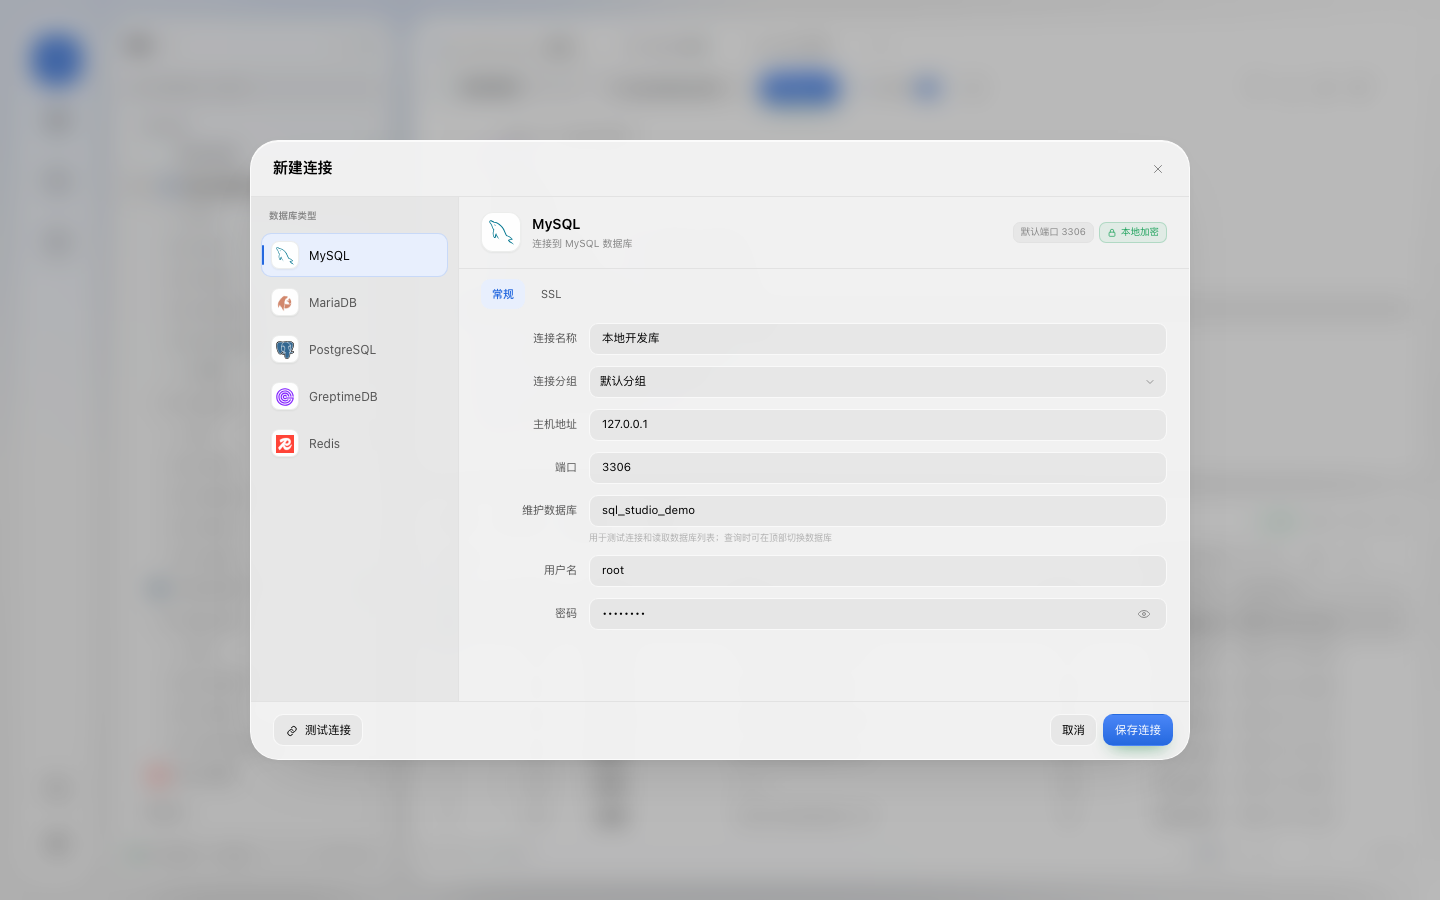 新建连接
数据库类型
MySQL
MariaDB
PostgreSQL
GreptimeDB
Redis
MySQL
连接到 MySQL 数据库
默认端口 3306
本地加密
常规
SSL
连接名称
本地开发库
连接分组
默认分组
主机地址
127.0.0.1
端口
3306
维护数据库
sql_studio_demo
用于测试连接和读取数据库列表；查询时可在顶部切换数据库
用户名
root
密码
••••••••
测试连接
取消
保存连接